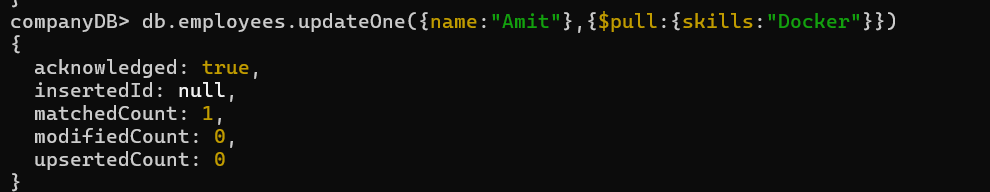 companyDB> db.employees.updateOne({name:"Amit"},{$pull:{skills:"Docker"}})
{
  acknowledged: true,
  insertedId: null,
  matchedCount: 1,
  modifiedCount: 0,
  upsertedCount: 0
}